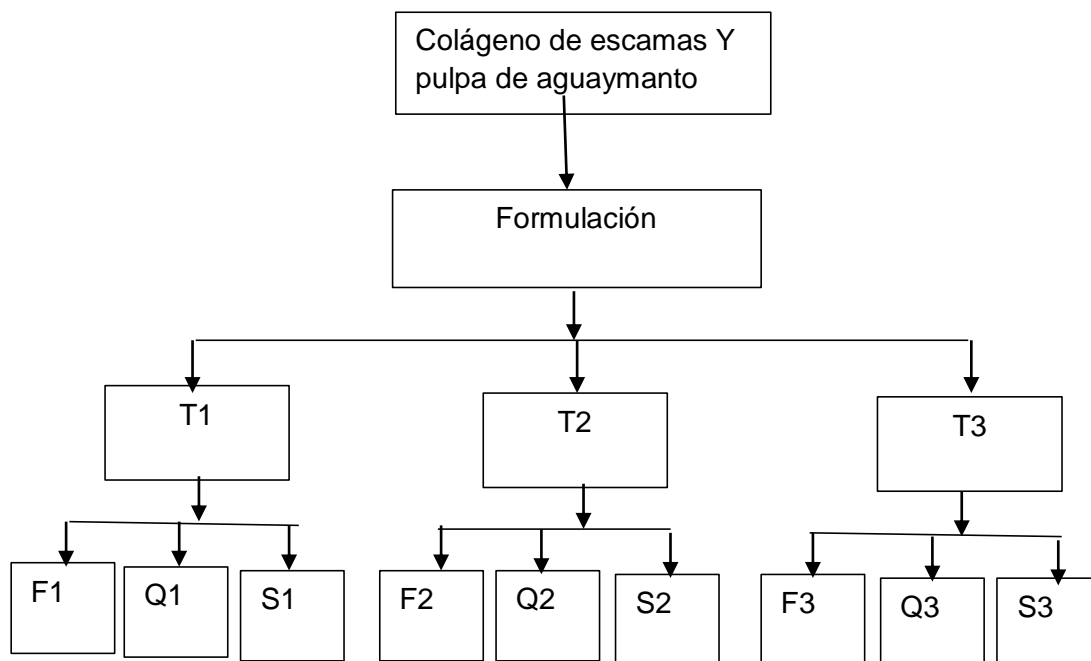 Colágeno de escamas Y
pulpa de aguaymanto
Formulación
T1
T2
T3
F1
Q1
S1
F2
Q2
S2
F3
Q3
S3